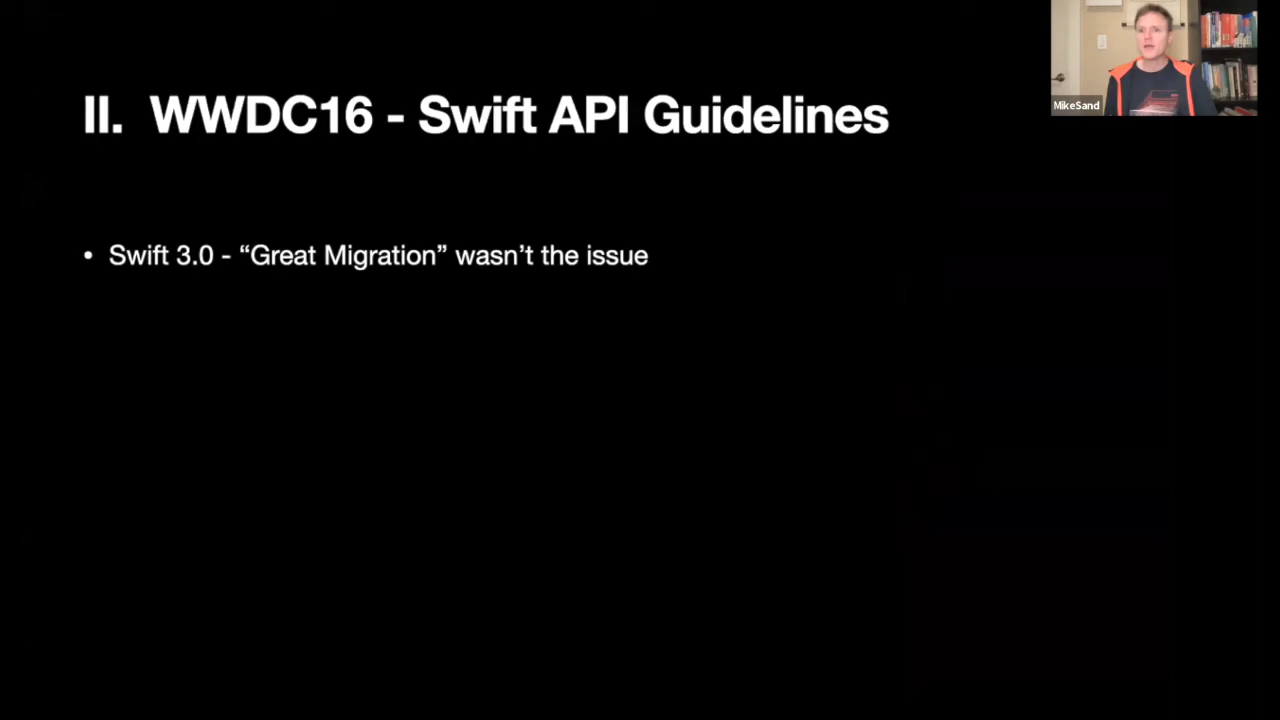 II. WWDC16 - Swift API Guidelines
MikeSand
• Swift 3.0 - “Great Migration” wasn’t the issue